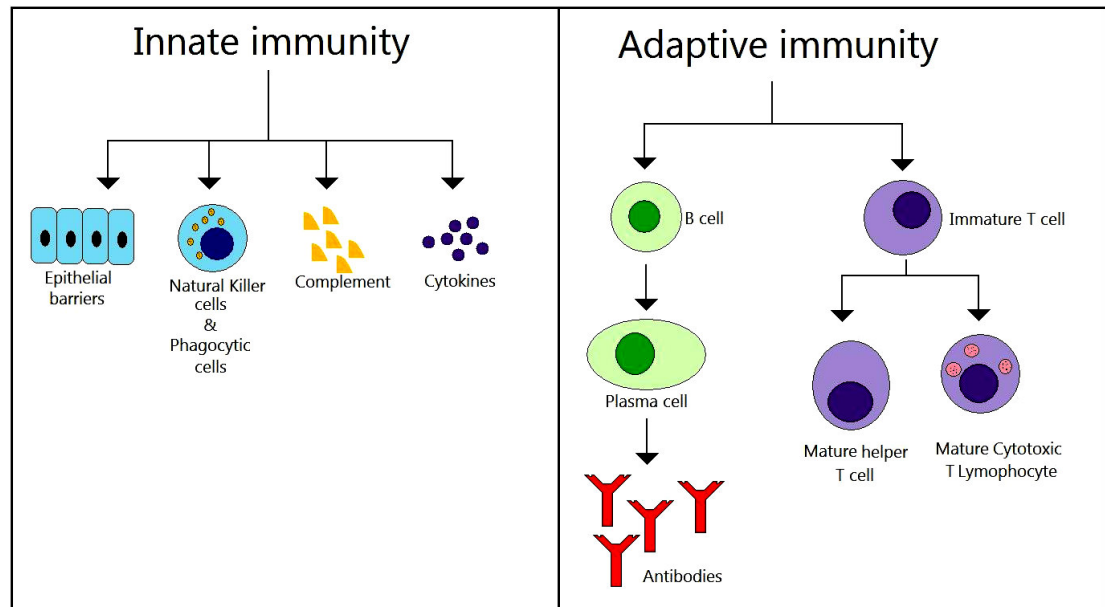 Innate immunity
Epithelial
barriers
Natural Killer
cells
&
Phagocytic
cells
Complement
Cytokines
Adaptive immunity
B cell
Immature T cell
Plasma cell
Mature helper
T cell
Mature Cytotoxic
T Lymophocyte
Antibodies